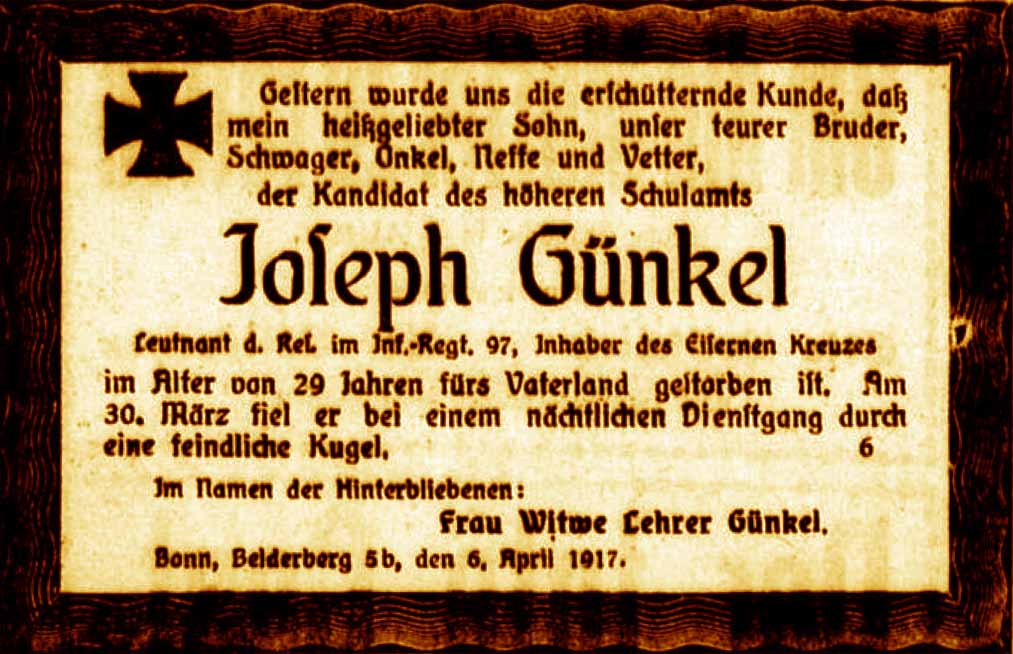 Geſtern wurde uns die erſchütternde Kunde, daß
mein heißgeliebter Sohn, unſer teurer Bruder,
Schwager, Onkel, Neffe und Vetter,
der Kandidat des höheren Schulamts
Joſeph Günkel
Leutnant d. Reſ. im Inf.-Regt. 97, Inhaber des Eiſernen Kreuzes
im Alter von 29 Jahren fürs Vaterland geſtorben iſt. Am
30. März fiel er bei einem nächtlichen Dienſtgang durch
eine feindliche Kugel. 6
Im Namen der Hinterbliebenen:
Frau Witwe Lehrer Günkel.
Bonn, Belderberg 5b, den 6. April 1917.